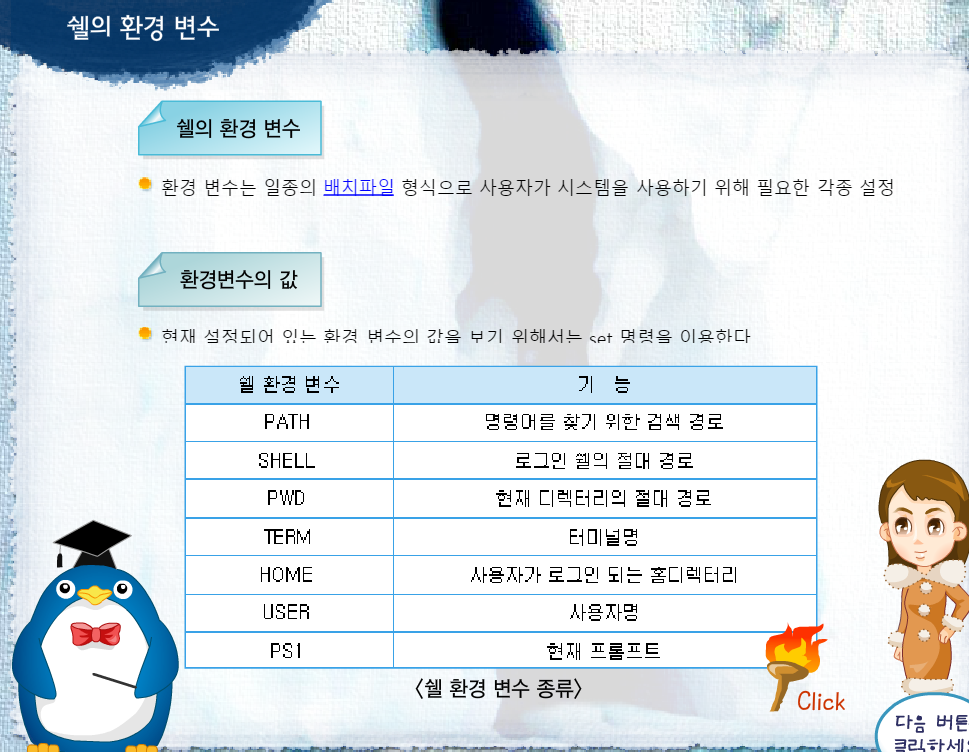 쉘의 환경 변수
쉘의 환경 변수
환경 변수는 일종의 배치파일 형식으로 사용자가 시스템을 사용하기 위해 필요한 각종 설정
환경변수의 값
현재 설정되어 있는 환경 변수의 값을 보기 위해서는 set 명령을 이용한다
쉘 환경 변수 기 능
PATH 명령어를 찾기 위한 검색 경로
SHELL 로그인 쉘의 절대 경로
PWD 현재 디렉터리의 절대 경로
TERM 터미널명
HOME 사용자가 로그인 되는 홈디렉터리
USER 사용자명
PS1 현재 프롬프트
<쉘 환경 변수 종류>
Click
다음 버튼
클릭하세